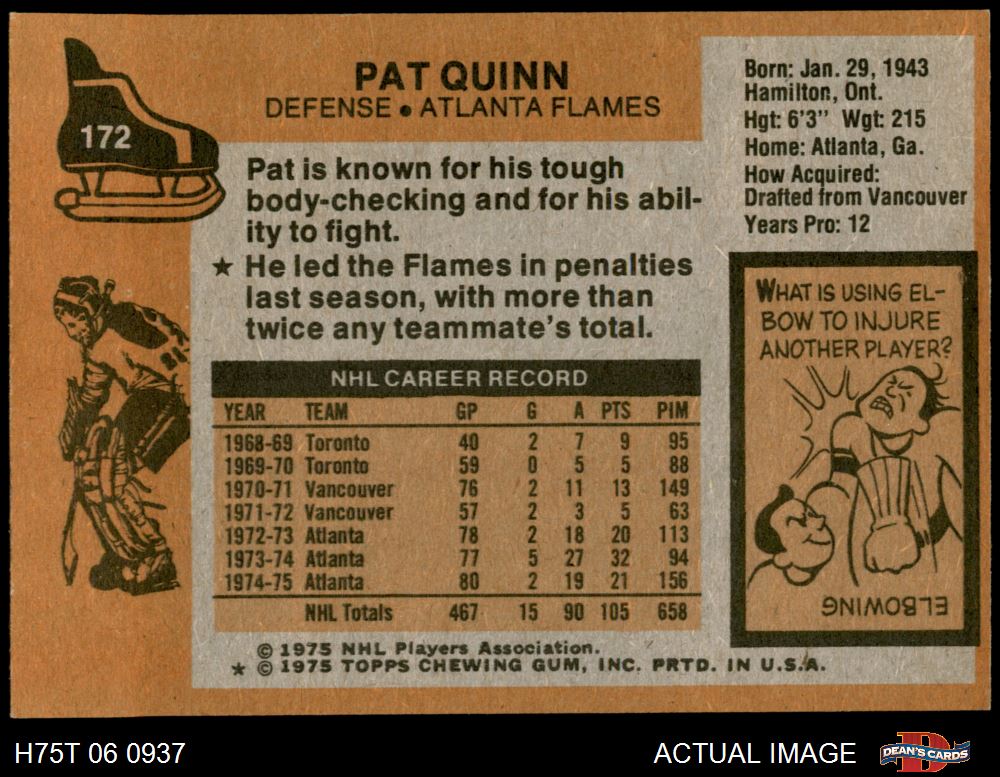 172
PAT QUINN
DEFENSE • ATLANTA FLAMES
Pat is known for his tough
body-checking and for his abil-
ity to fight.
★ He led the Flames in penalties
last season, with more than
twice any teammate's total.
NHL CAREER RECORD
YEAR TEAM GP G A PTS PIM
1968-69 Toronto 40 2 7 9 95
1969-70 Toronto 59 0 5 5 88
1970-71 Vancouver 76 2 11 13 149
1971-72 Vancouver 57 2 3 5 63
1972-73 Atlanta 78 2 18 20 113
1973-74 Atlanta 77 5 27 32 94
1974-75 Atlanta 80 2 19 21 156
NHL Totals 467 15 90 105 658
© 1975 NHL Players Association.
★ © 1975 TOPPS CHEWING GUM, INC. PRTD. IN U.S.A.
Born: Jan. 29, 1943
Hamilton, Ont.
Hgt: 6'3" Wgt: 215
Home: Atlanta, Ga.
How Acquired:
Drafted from Vancouver
Years Pro: 12
WHAT IS USING EL-
BOW TO INJURE
ANOTHER PLAYER?
ELBOWING
H75T 06 0937
ACTUAL IMAGE
DEAN'S CARDS